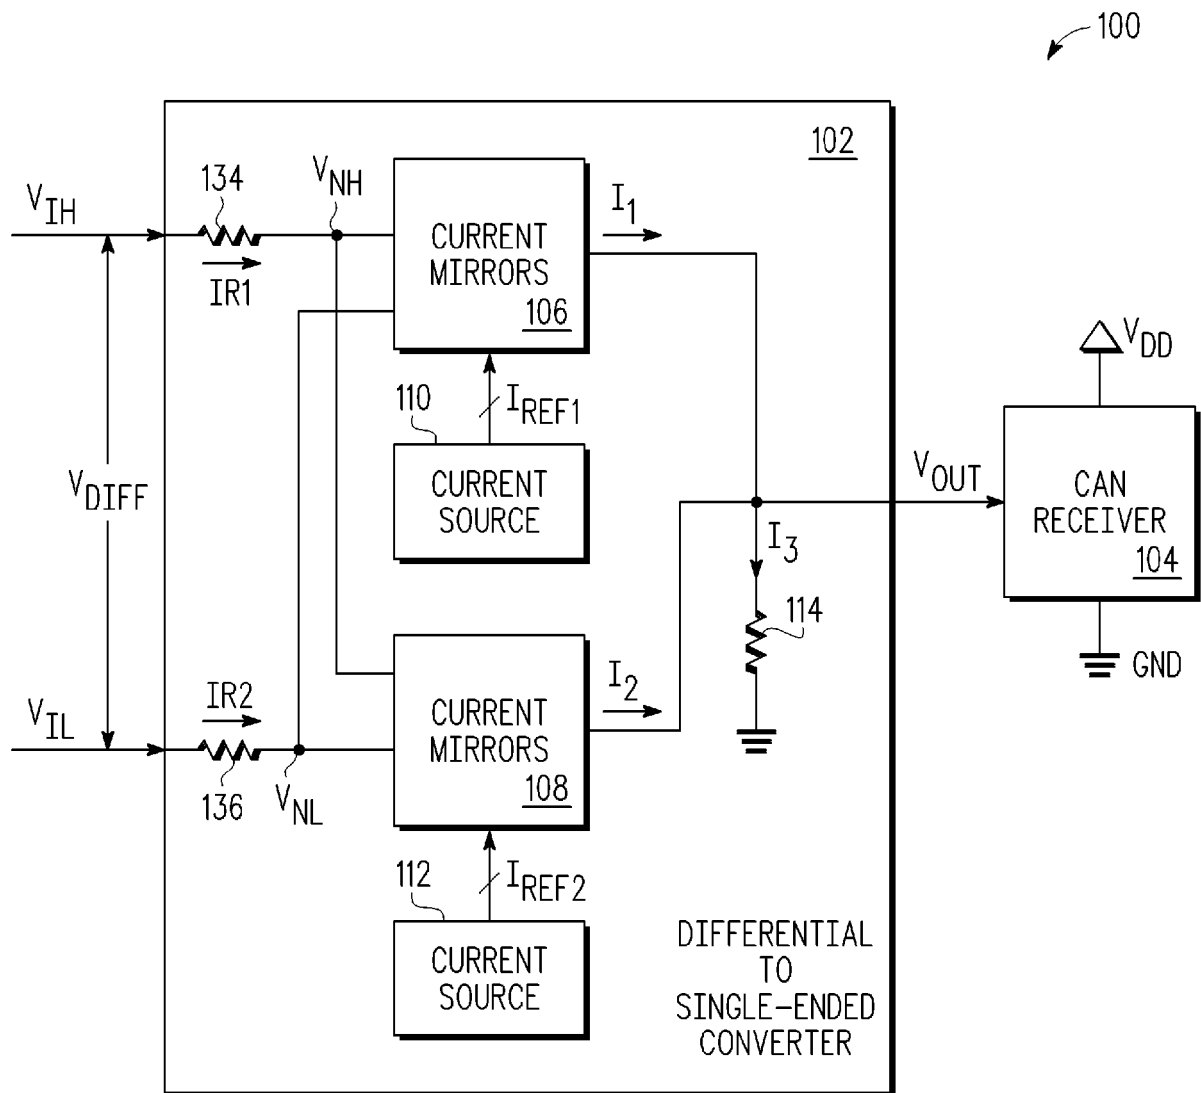 100
102
134
V_NH
V_IH
IR1
CURRENT
MIRRORS
106
I_1
110
I_REF1
V_DD
V_DIFF
CURRENT
SOURCE
V_OUT
CAN
RECEIVER
104
I_3
114
GND
IR2
V_IL
136
V_NL
CURRENT
MIRRORS
108
I_2
112
I_REF2
CURRENT
SOURCE
DIFFERENTIAL
TO
SINGLE-ENDED
CONVERTER